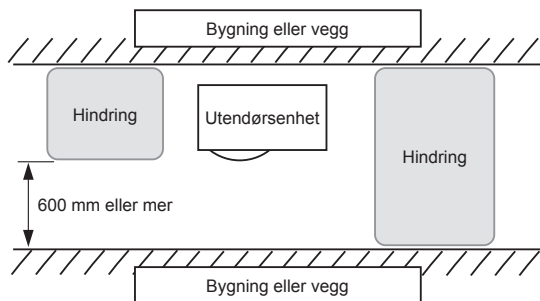 Bygning eller vegg
Hindring
Utendørsenhet
Hindring
600 mm eller mer
Bygning eller vegg